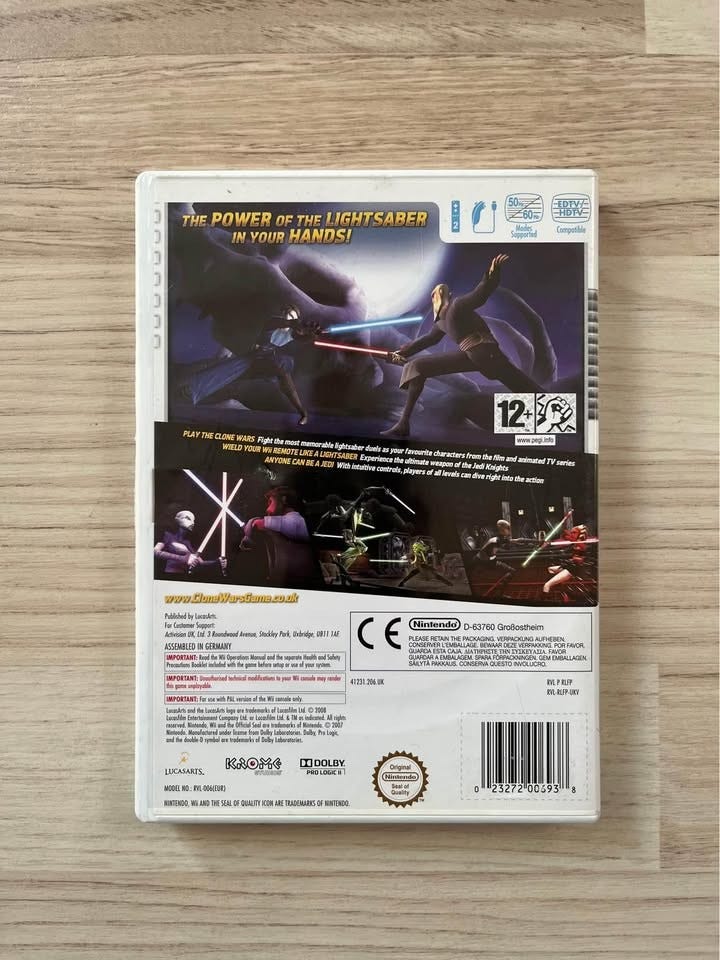 THE POWER OF THE LIGHTSABER
IN YOUR HANDS!
2
50Hz
60Hz
Modes
Supported
EDTV/
HDTV
Compatible
12+
www.pegi.info
PLAY THE CLONE WARS Fight the most memorable lightsaber duels as your favourite characters from the film and animated TV series
WIELD YOUR Wii REMOTE LIKE A LIGHTSABER Experience the ultimate weapon of the Jedi Knights
ANYONE CAN BE A JEDI With intuitive controls, players of all levels can dive right into the action
www.CloneWarsGame.co.uk
Published by LucasArts.
For Customer Support:
Activision UK, Ltd. 3 Roundwood Avenue, Stockley Park, Uxbridge, UB11 1AF
ASSEMBLED IN GERMANY
IMPORTANT: Read the Wii Operations Manual and the separate Health and Safety
Precautions Booklet included with the game before setup or use of your system.
IMPORTANT: Unauthorised technical modifications to your Wii console may render
this game unplayable.
IMPORTANT: For use with PAL version of the Wii console only.
LucasArts and the LucasArts logo are trademarks of Lucasfilm Ltd. © 2008
Lucasfilm Entertainment Company Ltd. or Lucasfilm Ltd. & TM as indicated. All rights
reserved. Nintendo, Wii and the Official Seal are trademarks of Nintendo. © 2007
Nintendo. Manufactured under license from Dolby Laboratories. Dolby, Pro Logic,
and the double-D symbol are trademarks of Dolby Laboratories.
CE
Nintendo D-63760 Großostheim
PLEASE RETAIN THE PACKAGING. VERPACKUNG AUFHEBEN.
CONSERVER L'EMBALLAGE. BEWAAR DEZE VERPAKKING. POR FAVOR,
GUARDA ESTA CAJA. ΔΙΑΤΗΡΗΣΤΕ ΤΗΝ ΣΥΣΚΕΥΑΣΙΑ. FAVOR
GUARDAR A EMBALAGEM. SPARA FÖRPACKNINGEN. GEM EMBALLAGEN.
SÄILYTÄ PAKKAUS. CONSERVA QUESTO INVOLUCRO.
41231.206.UK
RVL P RLFP
RVL-RLFP-UKV
LUCASARTS.
KROME
STUDIOS
DOLBY
PRO LOGIC II
Original
Nintendo
Seal of
Quality
TM
0 23272 00693 8
MODEL NO.: RVL-006(EUR)
NINTENDO, Wii AND THE SEAL OF QUALITY ICON ARE TRADEMARKS OF NINTENDO.